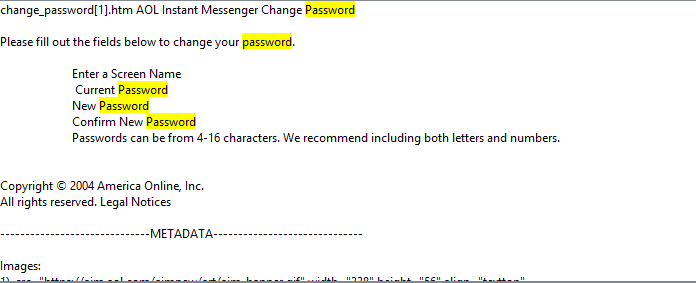 change_password[1].htm AOL Instant Messenger Change Password
Please fill out the fields below to change your password.
Enter a Screen Name
Current Password
New Password
Confirm New Password
Passwords can be from 4-16 characters. We recommend including both letters and numbers.
Copyright © 2004 America Online, Inc.
All rights reserved. Legal Notices
------------------------------METADATA------------------------------
Images: